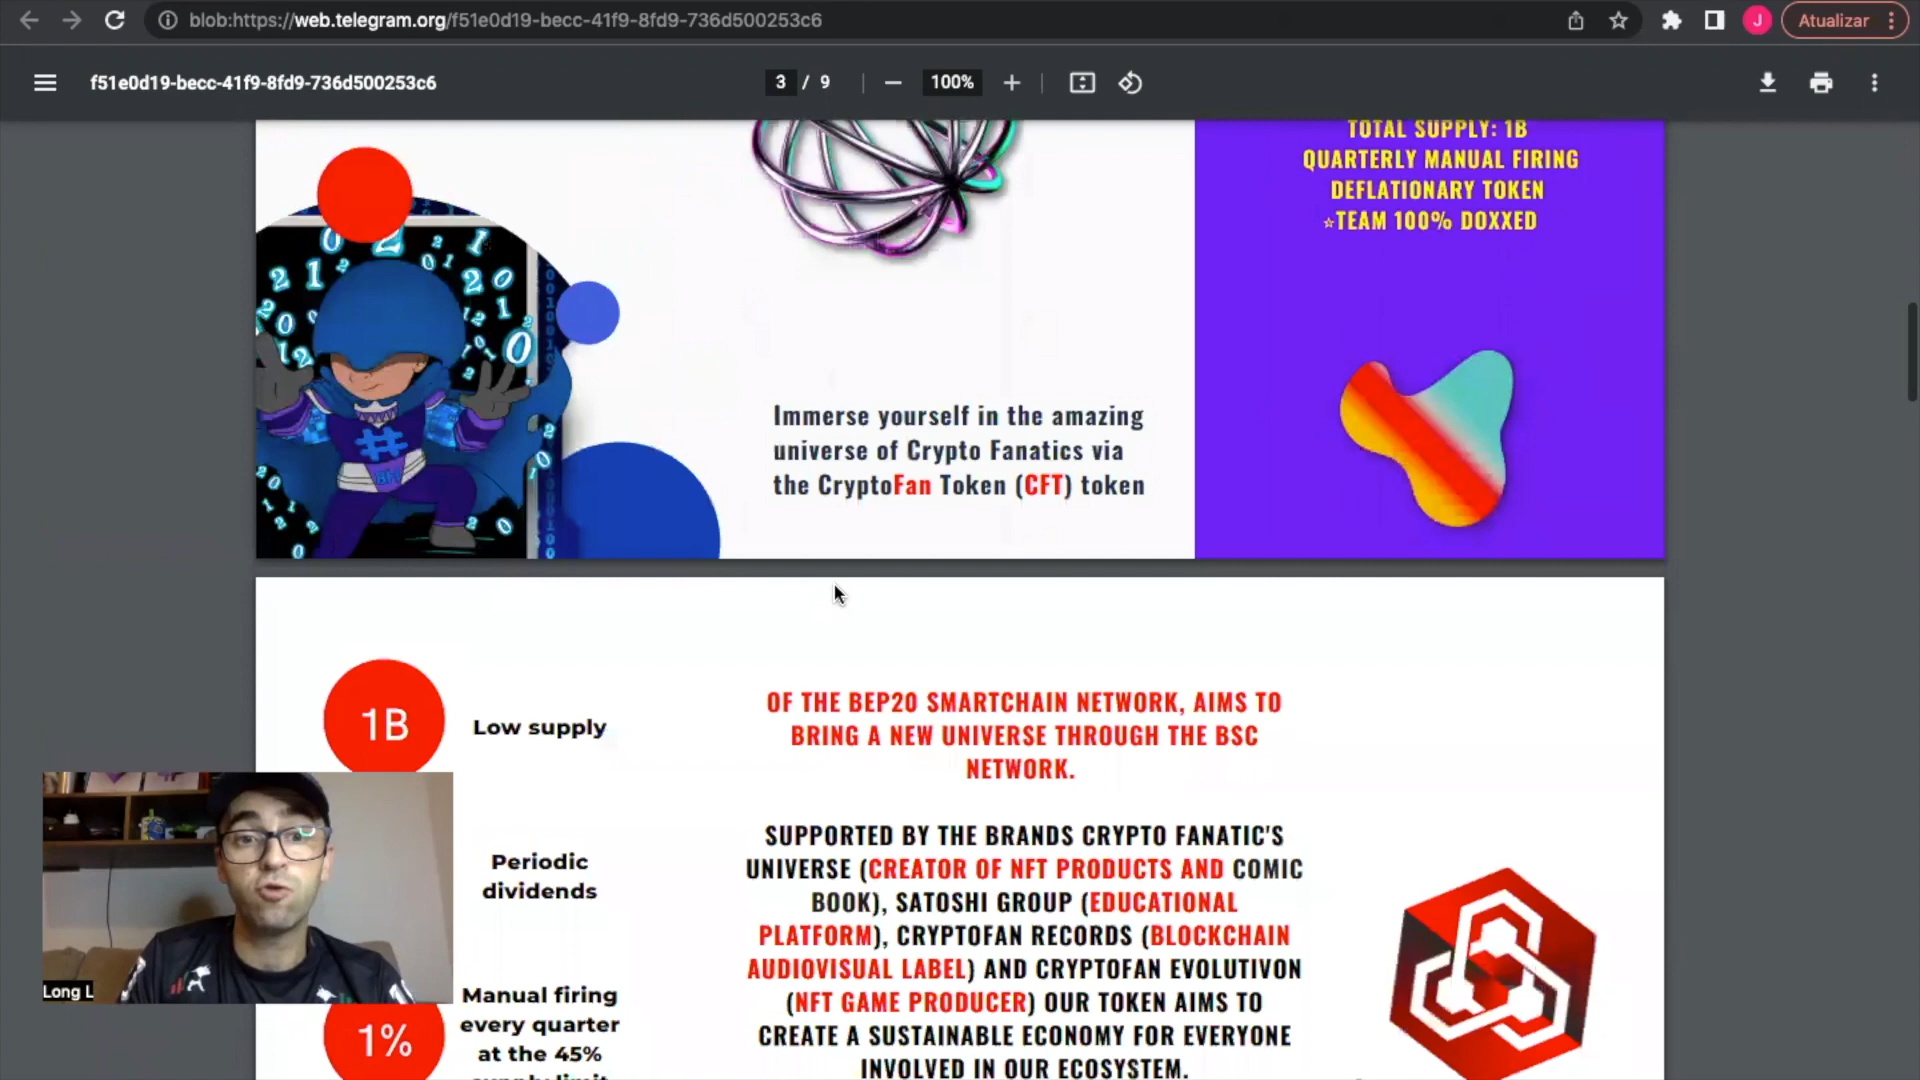 blob:https://web.telegram.org/f51e0d19-becc-41f9-8fd9-736d500253c6
J
Atualizar
f51e0d19-becc-41f9-8fd9-736d500253c6
3 / 9
100%
TOTAL SUPPLY: 1B
QUARTERLY MANUAL FIRING
DEFLATIONARY TOKEN
⭐TEAM 100% DOXXED
Immerse yourself in the amazing
universe of Crypto Fanatics via
the CryptoFan Token (CFT) token
1B
Low supply
Periodic
dividends
1%
Manual firing
every quarter
at the 45%
supply limit
OF THE BEP20 SMARTCHAIN NETWORK, AIMS TO
BRING A NEW UNIVERSE THROUGH THE BSC
NETWORK.
SUPPORTED BY THE BRANDS CRYPTO FANATIC'S
UNIVERSE (CREATOR OF NFT PRODUCTS AND COMIC
BOOK), SATOSHI GROUP (EDUCATIONAL
PLATFORM), CRYPTOFAN RECORDS (BLOCKCHAIN
AUDIOVISUAL LABEL) AND CRYPTOFAN EVOLUTIVON
(NFT GAME PRODUCER) OUR TOKEN AIMS TO
CREATE A SUSTAINABLE ECONOMY FOR EVERYONE
INVOLVED IN OUR ECOSYSTEM.
Long L